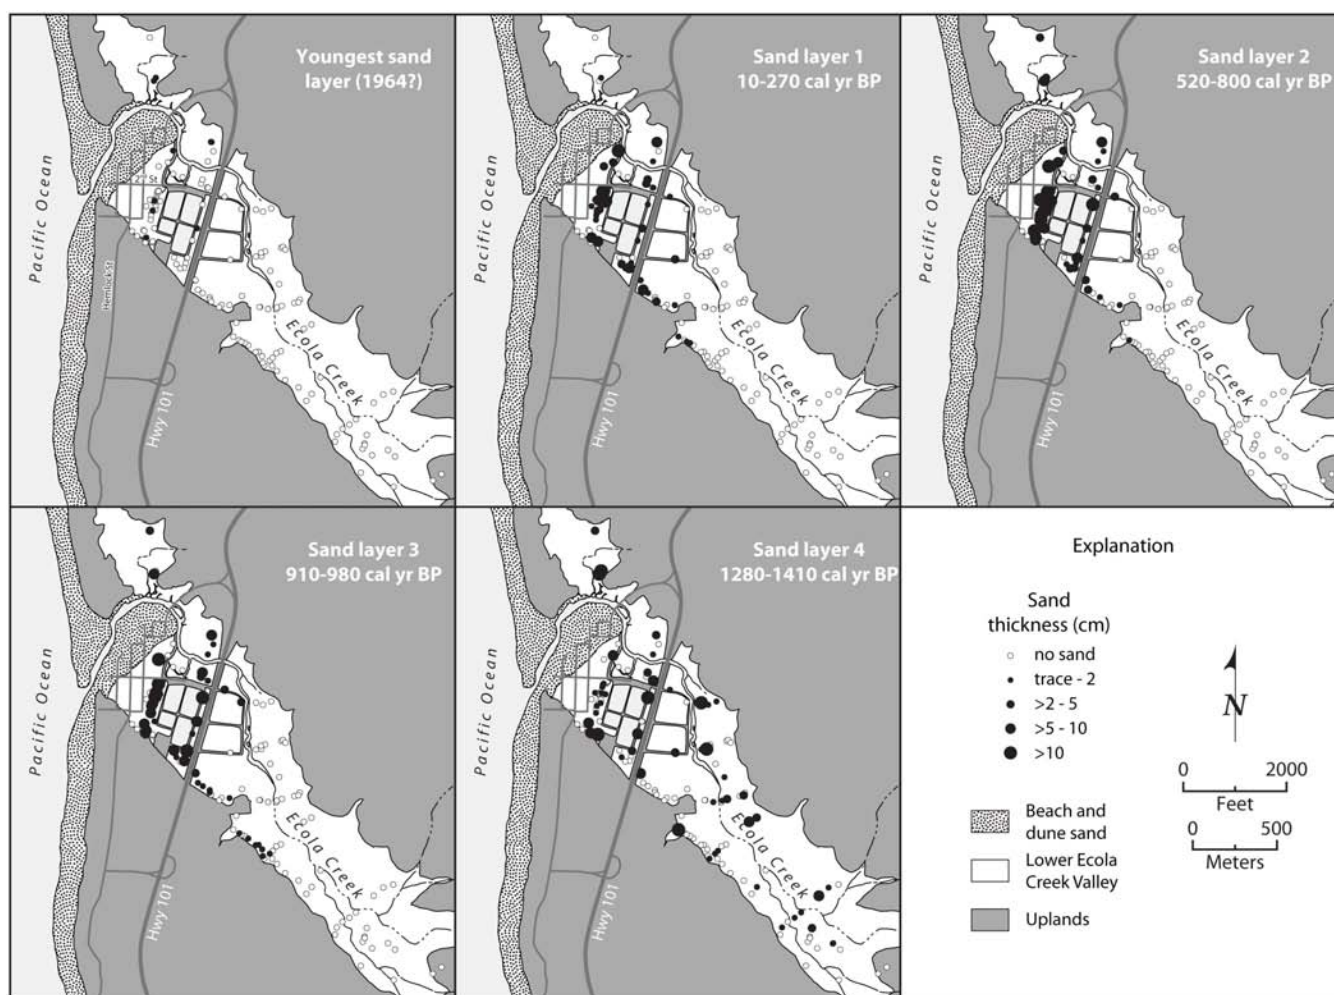 Youngest sand
layer (1964?)
Pacific Ocean
2nd St
Hemlock St
Ecola Creek
Hwy 101
Sand layer 1
10-270 cal yr BP
Pacific Ocean
Ecola Creek
Hwy 101
Sand layer 2
520-800 cal yr BP
Pacific Ocean
Ecola Creek
Hwy 101
Sand layer 3
910-980 cal yr BP
Pacific Ocean
Ecola Creek
Hwy 101
Sand layer 4
1280-1410 cal yr BP
Pacific Ocean
Ecola Creek
Hwy 101
Explanation
Sand
thickness (cm)
no sand
trace - 2
>2 - 5
>5 - 10
>10
Beach and
dune sand
Lower Ecola
Creek Valley
Uplands
N
0 2000
Feet
0 500
Meters